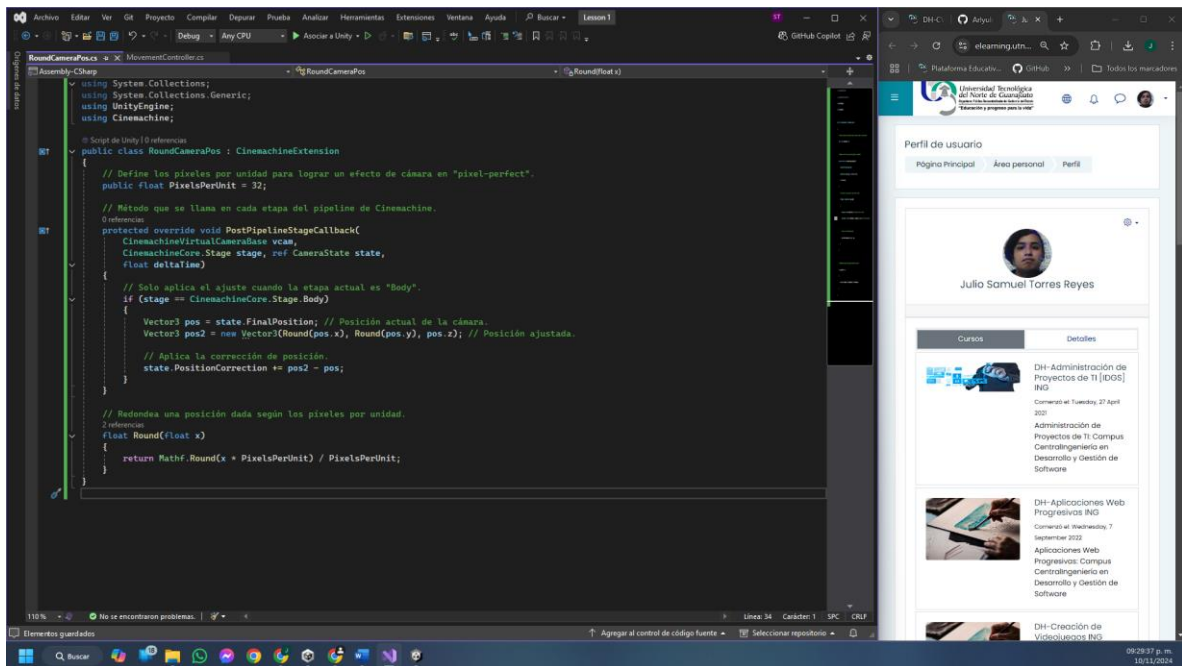 Archivo Editar Ver Git Proyecto Compilar Depurar Prueba Analizar Herramientas Extensiones Ventana Ayuda Buscar Lesson 1 ST
Debug Any CPU Asociar a Unity GitHub Copilot
RoundCameraPos.cs MovementController.cs
Orígenes de datos
Assembly-CSharp RoundCameraPos Round(float x)
using System.Collections;
using System.Collections.Generic;
using UnityEngine;
using Cinemachine;
Script de Unity | 0 referencias
public class RoundCameraPos : CinemachineExtension
{
// Define los píxeles por unidad para lograr un efecto de cámara en "pixel-perfect".
public float PixelsPerUnit = 32;
// Método que se llama en cada etapa del pipeline de Cinemachine.
0 referencias
protected override void PostPipelineStageCallback(
CinemachineVirtualCameraBase vcam,
CinemachineCore.Stage stage, ref CameraState state,
float deltaTime)
{
// Solo aplica el ajuste cuando la etapa actual es "Body".
if (stage == CinemachineCore.Stage.Body)
{
Vector3 pos = state.FinalPosition; // Posición actual de la cámara.
Vector3 pos2 = new Vector3(Round(pos.x), Round(pos.y), pos.z); // Posición ajustada.
// Aplica la corrección de posición.
state.PositionCorrection += pos2 - pos;
}
}
// Redondea una posición dada según los píxeles por unidad.
2 referencias
float Round(float x)
{
return Mathf.Round(x * PixelsPerUnit) / PixelsPerUnit;
}
}
110 % No se encontraron problemas. Línea: 34 Carácter: 1 SPC CRLF
Elementos guardados Agregar al control de código fuente Seleccionar repositorio
Buscar
DH-C Arlyul J
elearning.utn...
Plataforma Educativ... GitHub Todos los marcadores
Universidad Tecnológica
del Norte de Guanajuato
"Educación y progreso para la vida"
Perfil de usuario
Página Principal Área personal Perfil
Julio Samuel Torres Reyes
Cursos Detalles
DH-Administración de
Proyectos de TI [IDGS]
ING
Comenzó el: Tuesday, 27 April
2021
Administración de
Proyectos de TI: Campus
CentralIngeniería en
Desarrollo y Gestión de
Software
DH-Aplicaciones Web
Progresivas ING
Comenzó el: Wednesday, 7
September 2022
Aplicaciones Web
Progresivas: Campus
CentralIngeniería en
Desarrollo y Gestión de
Software
DH-Creación de
Videojuegos ING
09:29:37 p. m.
10/11/2024